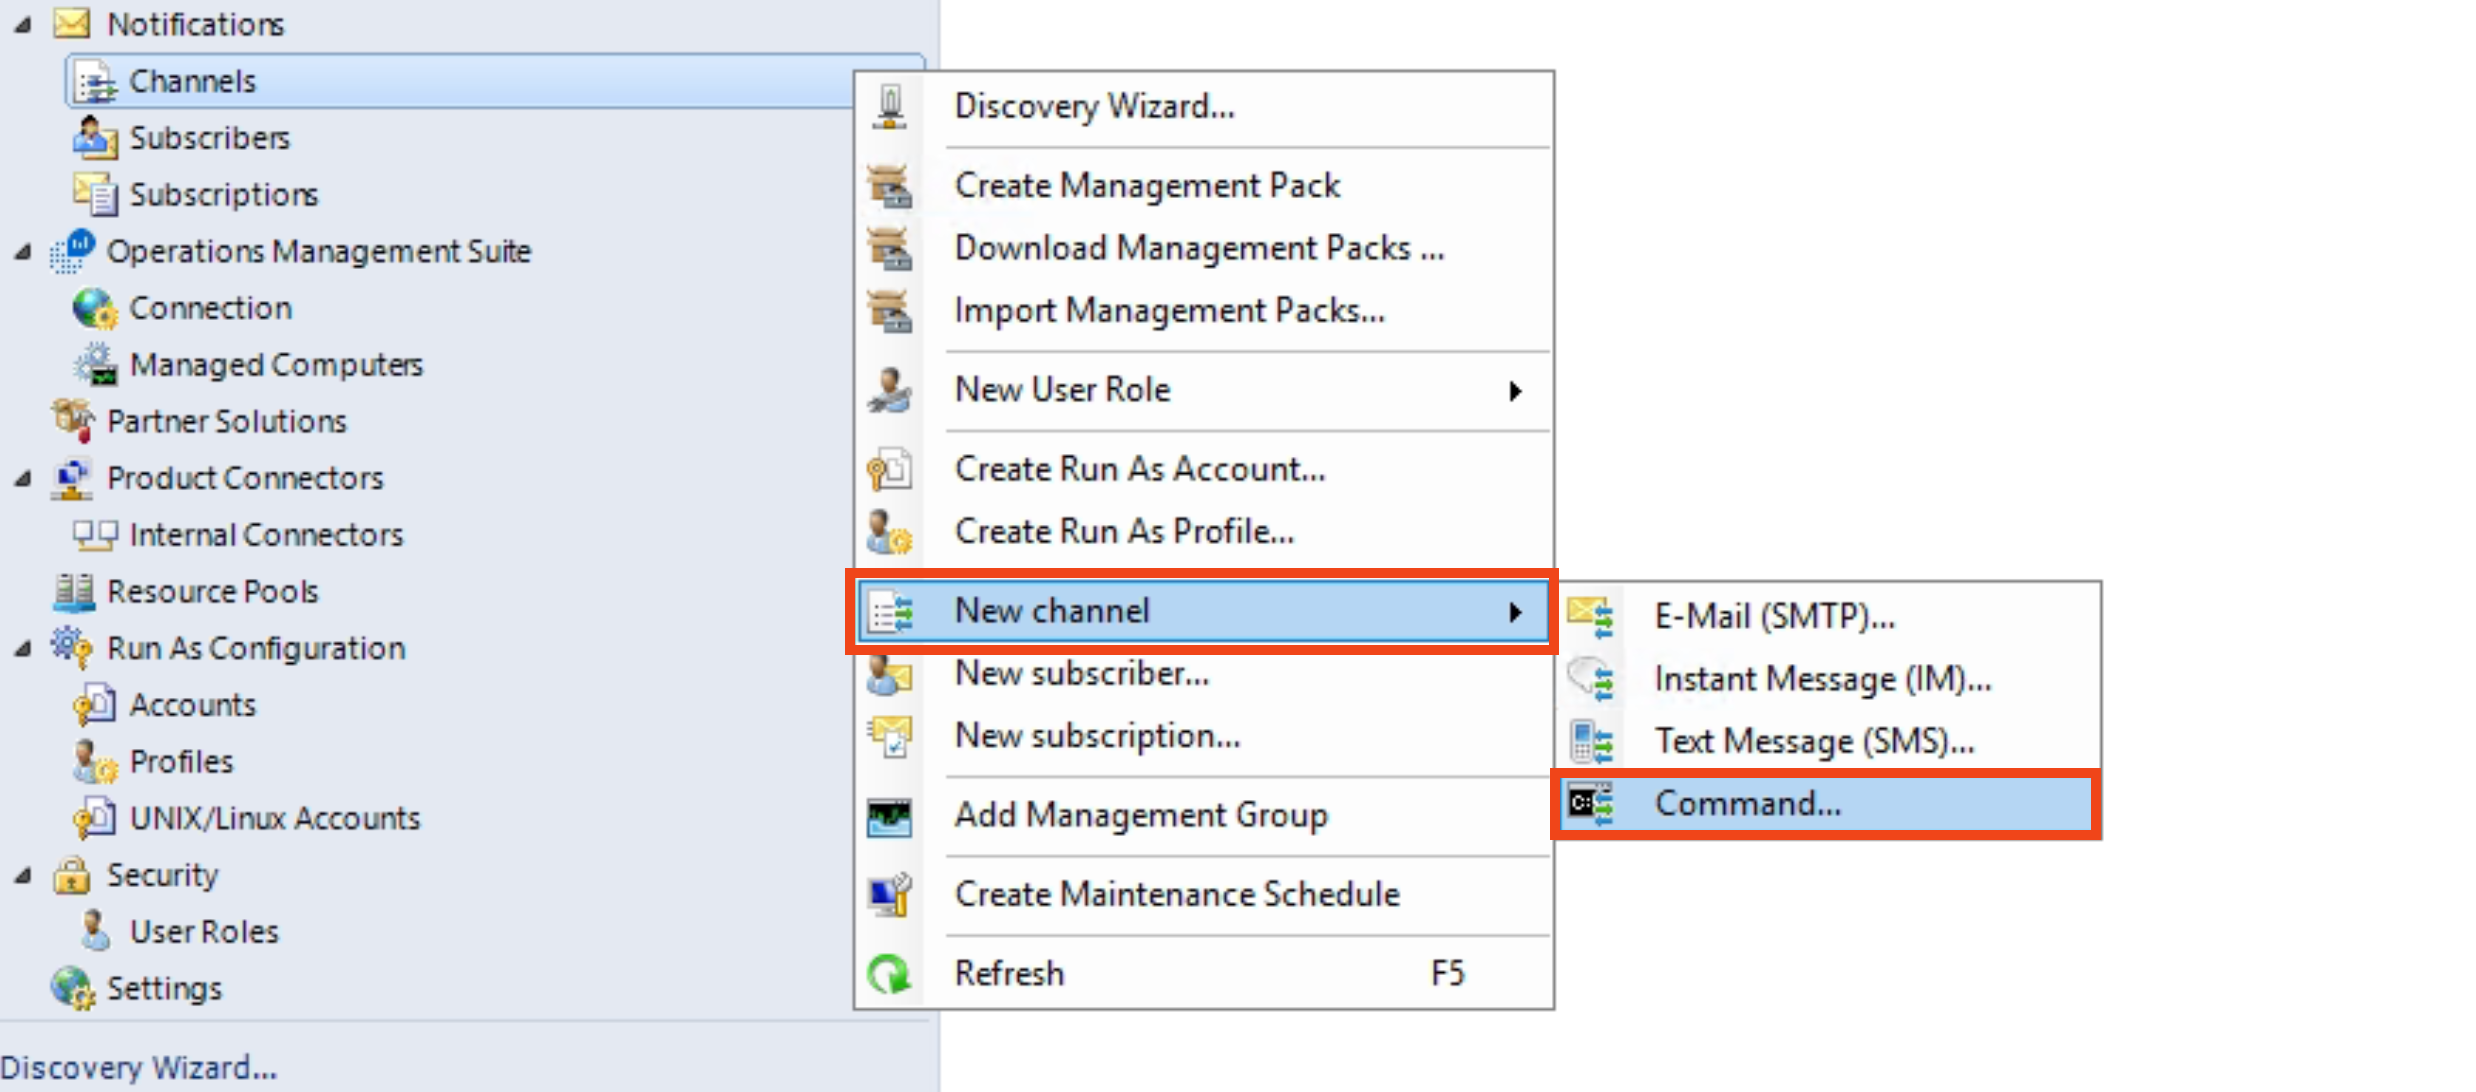 Notifications
Channels
Subscribers
Subscriptions
Operations Management Suite
Connection
Managed Computers
Partner Solutions
Product Connectors
Internal Connectors
Resource Pools
Run As Configuration
Accounts
Profiles
UNIX/Linux Accounts
Security
User Roles
Settings
Discovery Wizard...
Discovery Wizard...
Create Management Pack
Download Management Packs ...
Import Management Packs...
New User Role
Create Run As Account...
Create Run As Profile...
New channel
New subscriber...
New subscription...
Add Management Group
Create Maintenance Schedule
Refresh F5
E-Mail (SMTP)...
Instant Message (IM)...
Text Message (SMS)...
C:\
Command...